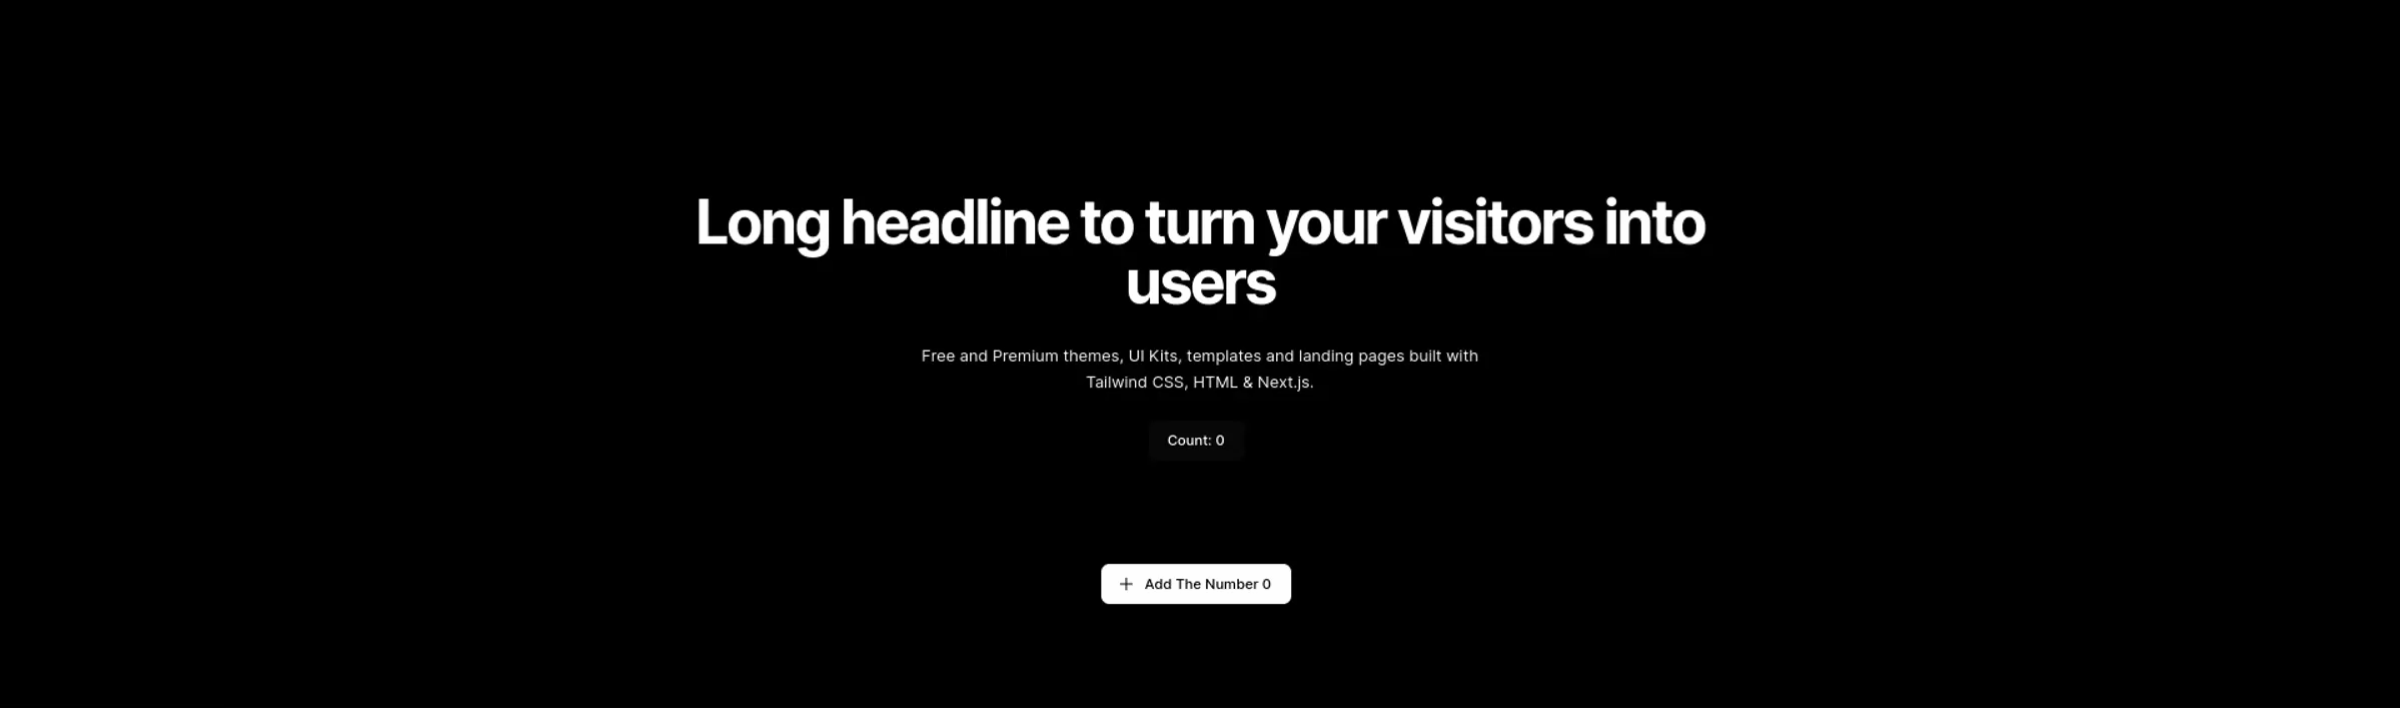 Long headline to turn your visitors into
users
Free and Premium themes, UI Kits, templates and landing pages built with
Tailwind CSS, HTML & Next.js.
Count: 0
Add The Number 0